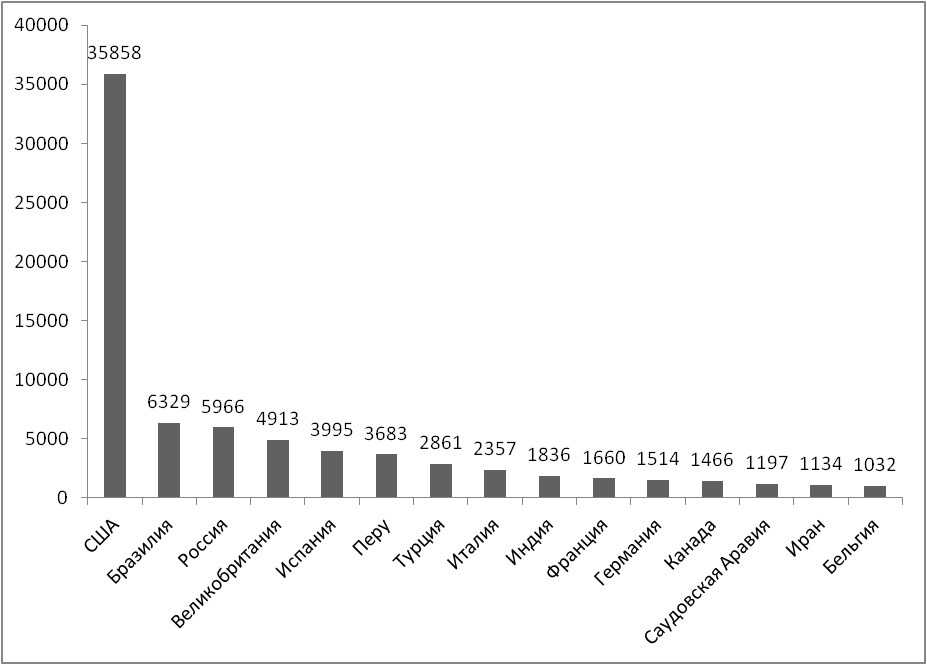 40000
35000
30000
25000
20000
15000
10000
5000
0
35858
6329
5966
4913
3995
3683
2861
2357
1836
1660
1514
1466
1197
1134
1032
США
Бразилия
Россия
Великобритания
Испания
Перу
Турция
Италия
Индия
Франция
Германия
Канада
Саудовская Аравия
Иран
Бельгия